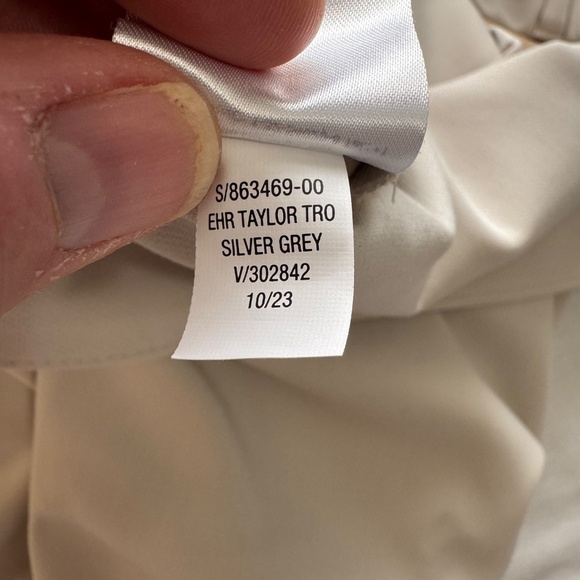 S/863469-00
EHR TAYLOR TRO
SILVER GREY
V/302842
10/23